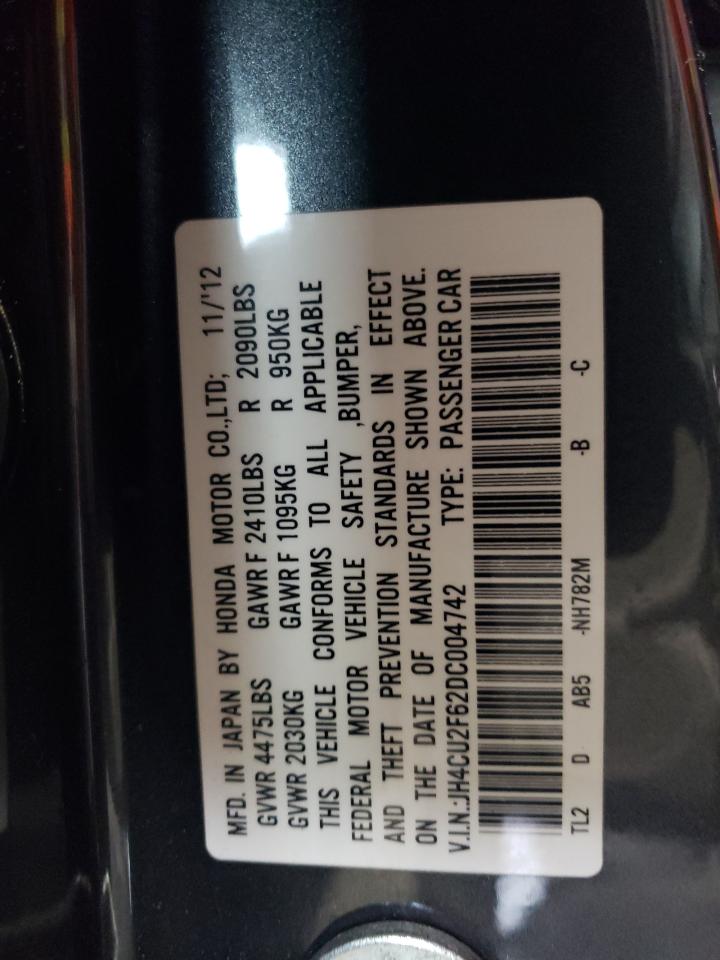 MFD. IN JAPAN BY HONDA MOTOR CO.,LTD; 11/'12
GVWR 4475LBS GAWR F 2410LBS R 2090LBS
GVWR 2030KG GAWR F 1095KG R 950KG
THIS VEHICLE CONFORMS TO ALL APPLICABLE
FEDERAL MOTOR VEHICLE SAFETY ,BUMPER,
AND THEFT PREVENTION STANDARDS IN EFFECT
ON THE DATE OF MANUFACTURE SHOWN ABOVE.
V.I.N.:JH4CU2F62DC004742 TYPE: PASSENGER CAR
TL2 D AB5 -NH782M -B -C